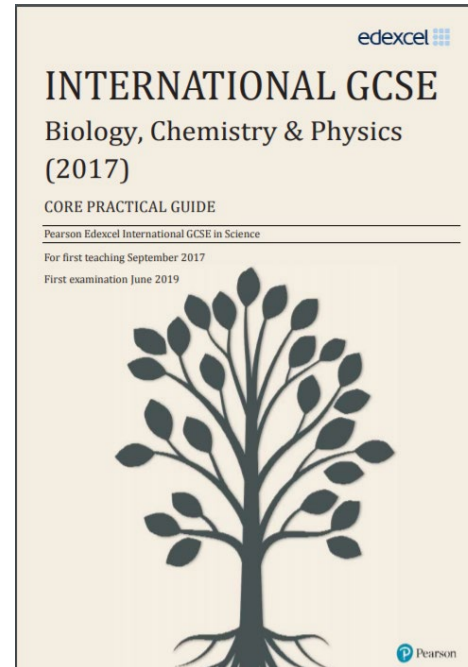 edexcel
INTERNATIONAL GCSE
Biology, Chemistry & Physics
(2017)
CORE PRACTICAL GUIDE
Pearson Edexcel International GCSE in Science
For first teaching September 2017
First examination June 2019
Pearson